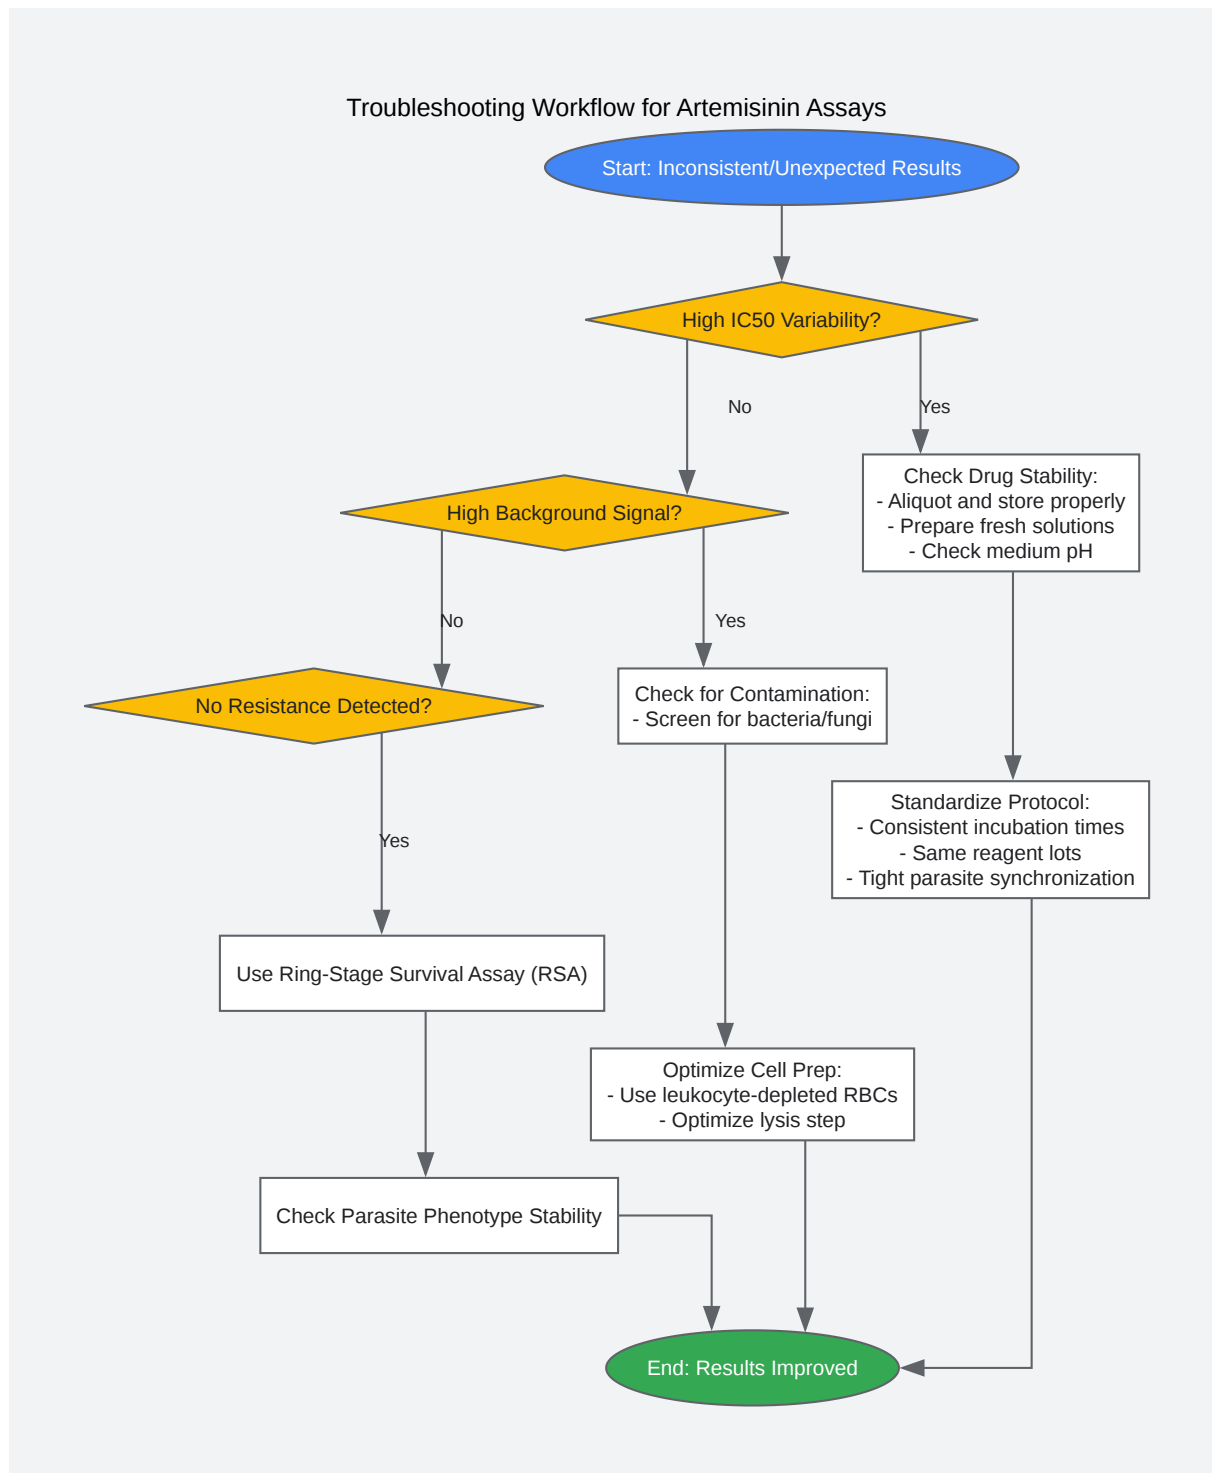 Troubleshooting Workflow for Artemisinin Assays
Start: Inconsistent/Unexpected Results
High IC50 Variability?
No
Yes
Check Drug Stability:
- Aliquot and store properly
- Prepare fresh solutions
- Check medium pH
High Background Signal?
No
Yes
No Resistance Detected?
Check for Contamination:
- Screen for bacteria/fungi
Standardize Protocol:
- Consistent incubation times
- Same reagent lots
- Tight parasite synchronization
Yes
Use Ring-Stage Survival Assay (RSA)
Optimize Cell Prep:
- Use leukocyte-depleted RBCs
- Optimize lysis step
Check Parasite Phenotype Stability
End: Results Improved